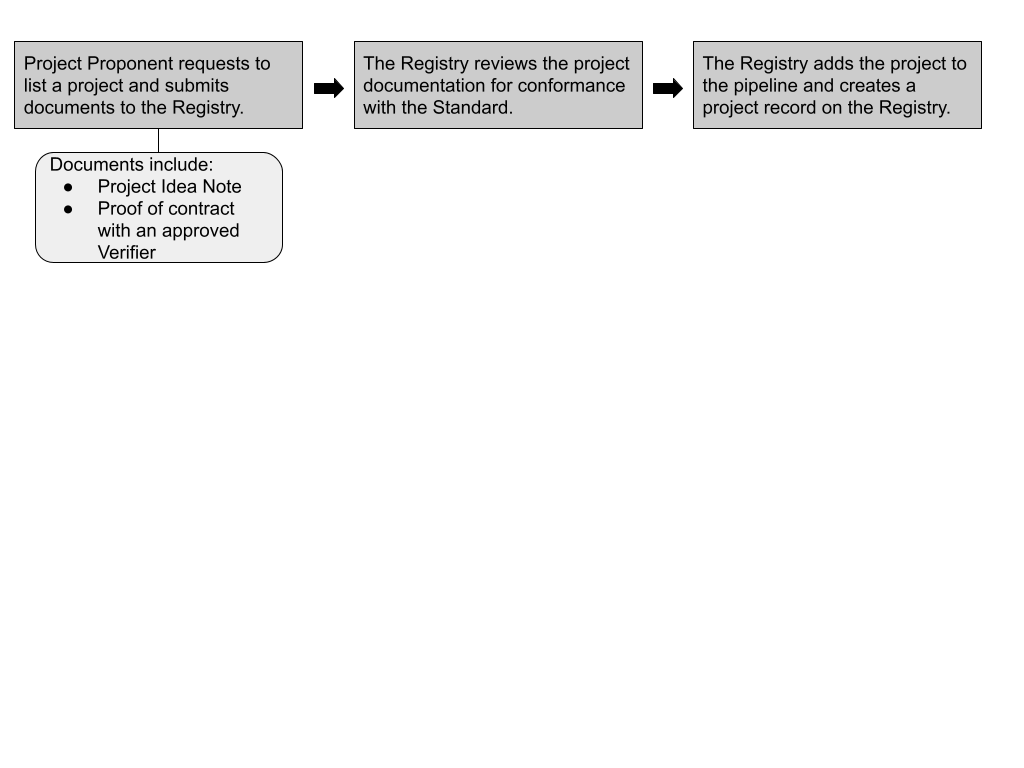 Project Proponent requests to
list a project and submits
documents to the Registry.
The Registry reviews the project
documentation for conformance
with the Standard.
The Registry adds the project to
the pipeline and creates a
project record on the Registry.
Documents include:
● Project Idea Note
● Proof of contract
with an approved
Verifier